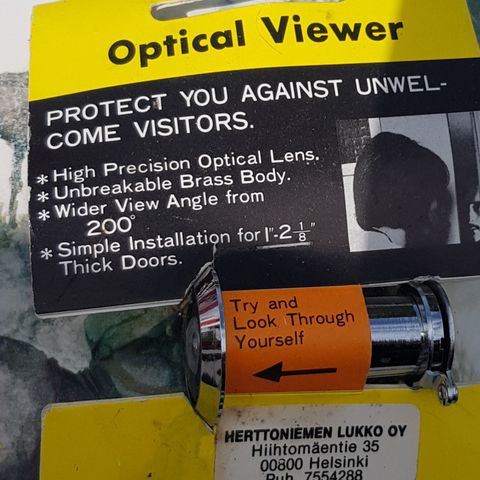 Optical Viewer
PROTECT YOU AGAINST UNWEL-
COME VISITORS.
* High Precision Optical Lens.
* Unbreakable Brass Body.
* Wider View Angle from
200°
* Simple Installation for 1"-2 1/8"
Thick Doors.
Try and
Look Through
Yourself
HERTTONIEMEN LUKKO OY
Hiihtomäentie 35
00800 Helsinki
Puh. 7554288